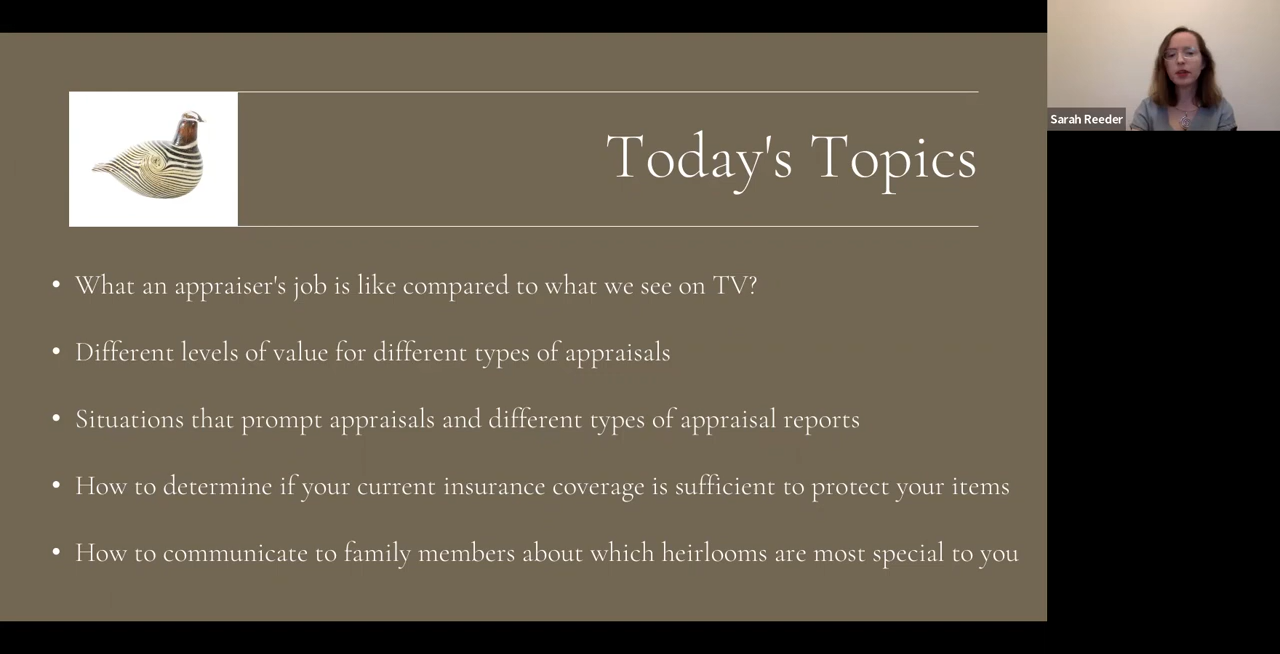 Today's Topics
• What an appraiser's job is like compared to what we see on TV?
• Different levels of value for different types of appraisals
• Situations that prompt appraisals and different types of appraisal reports
• How to determine if your current insurance coverage is sufficient to protect your items
• How to communicate to family members about which heirlooms are most special to you
Sarah Reeder